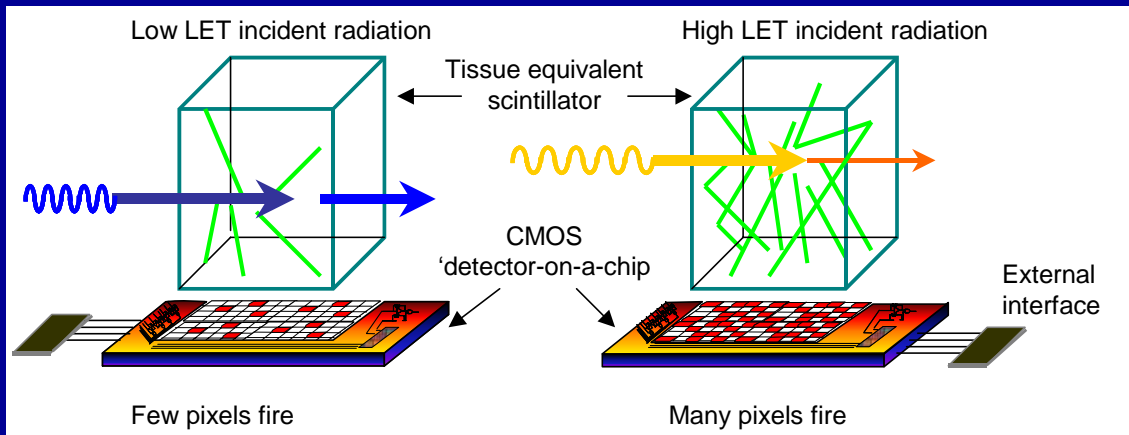 Low LET incident radiation
High LET incident radiation
Tissue equivalent
scintillator
CMOS
‘detector-on-a-chip
External
interface
Few pixels fire
Many pixels fire